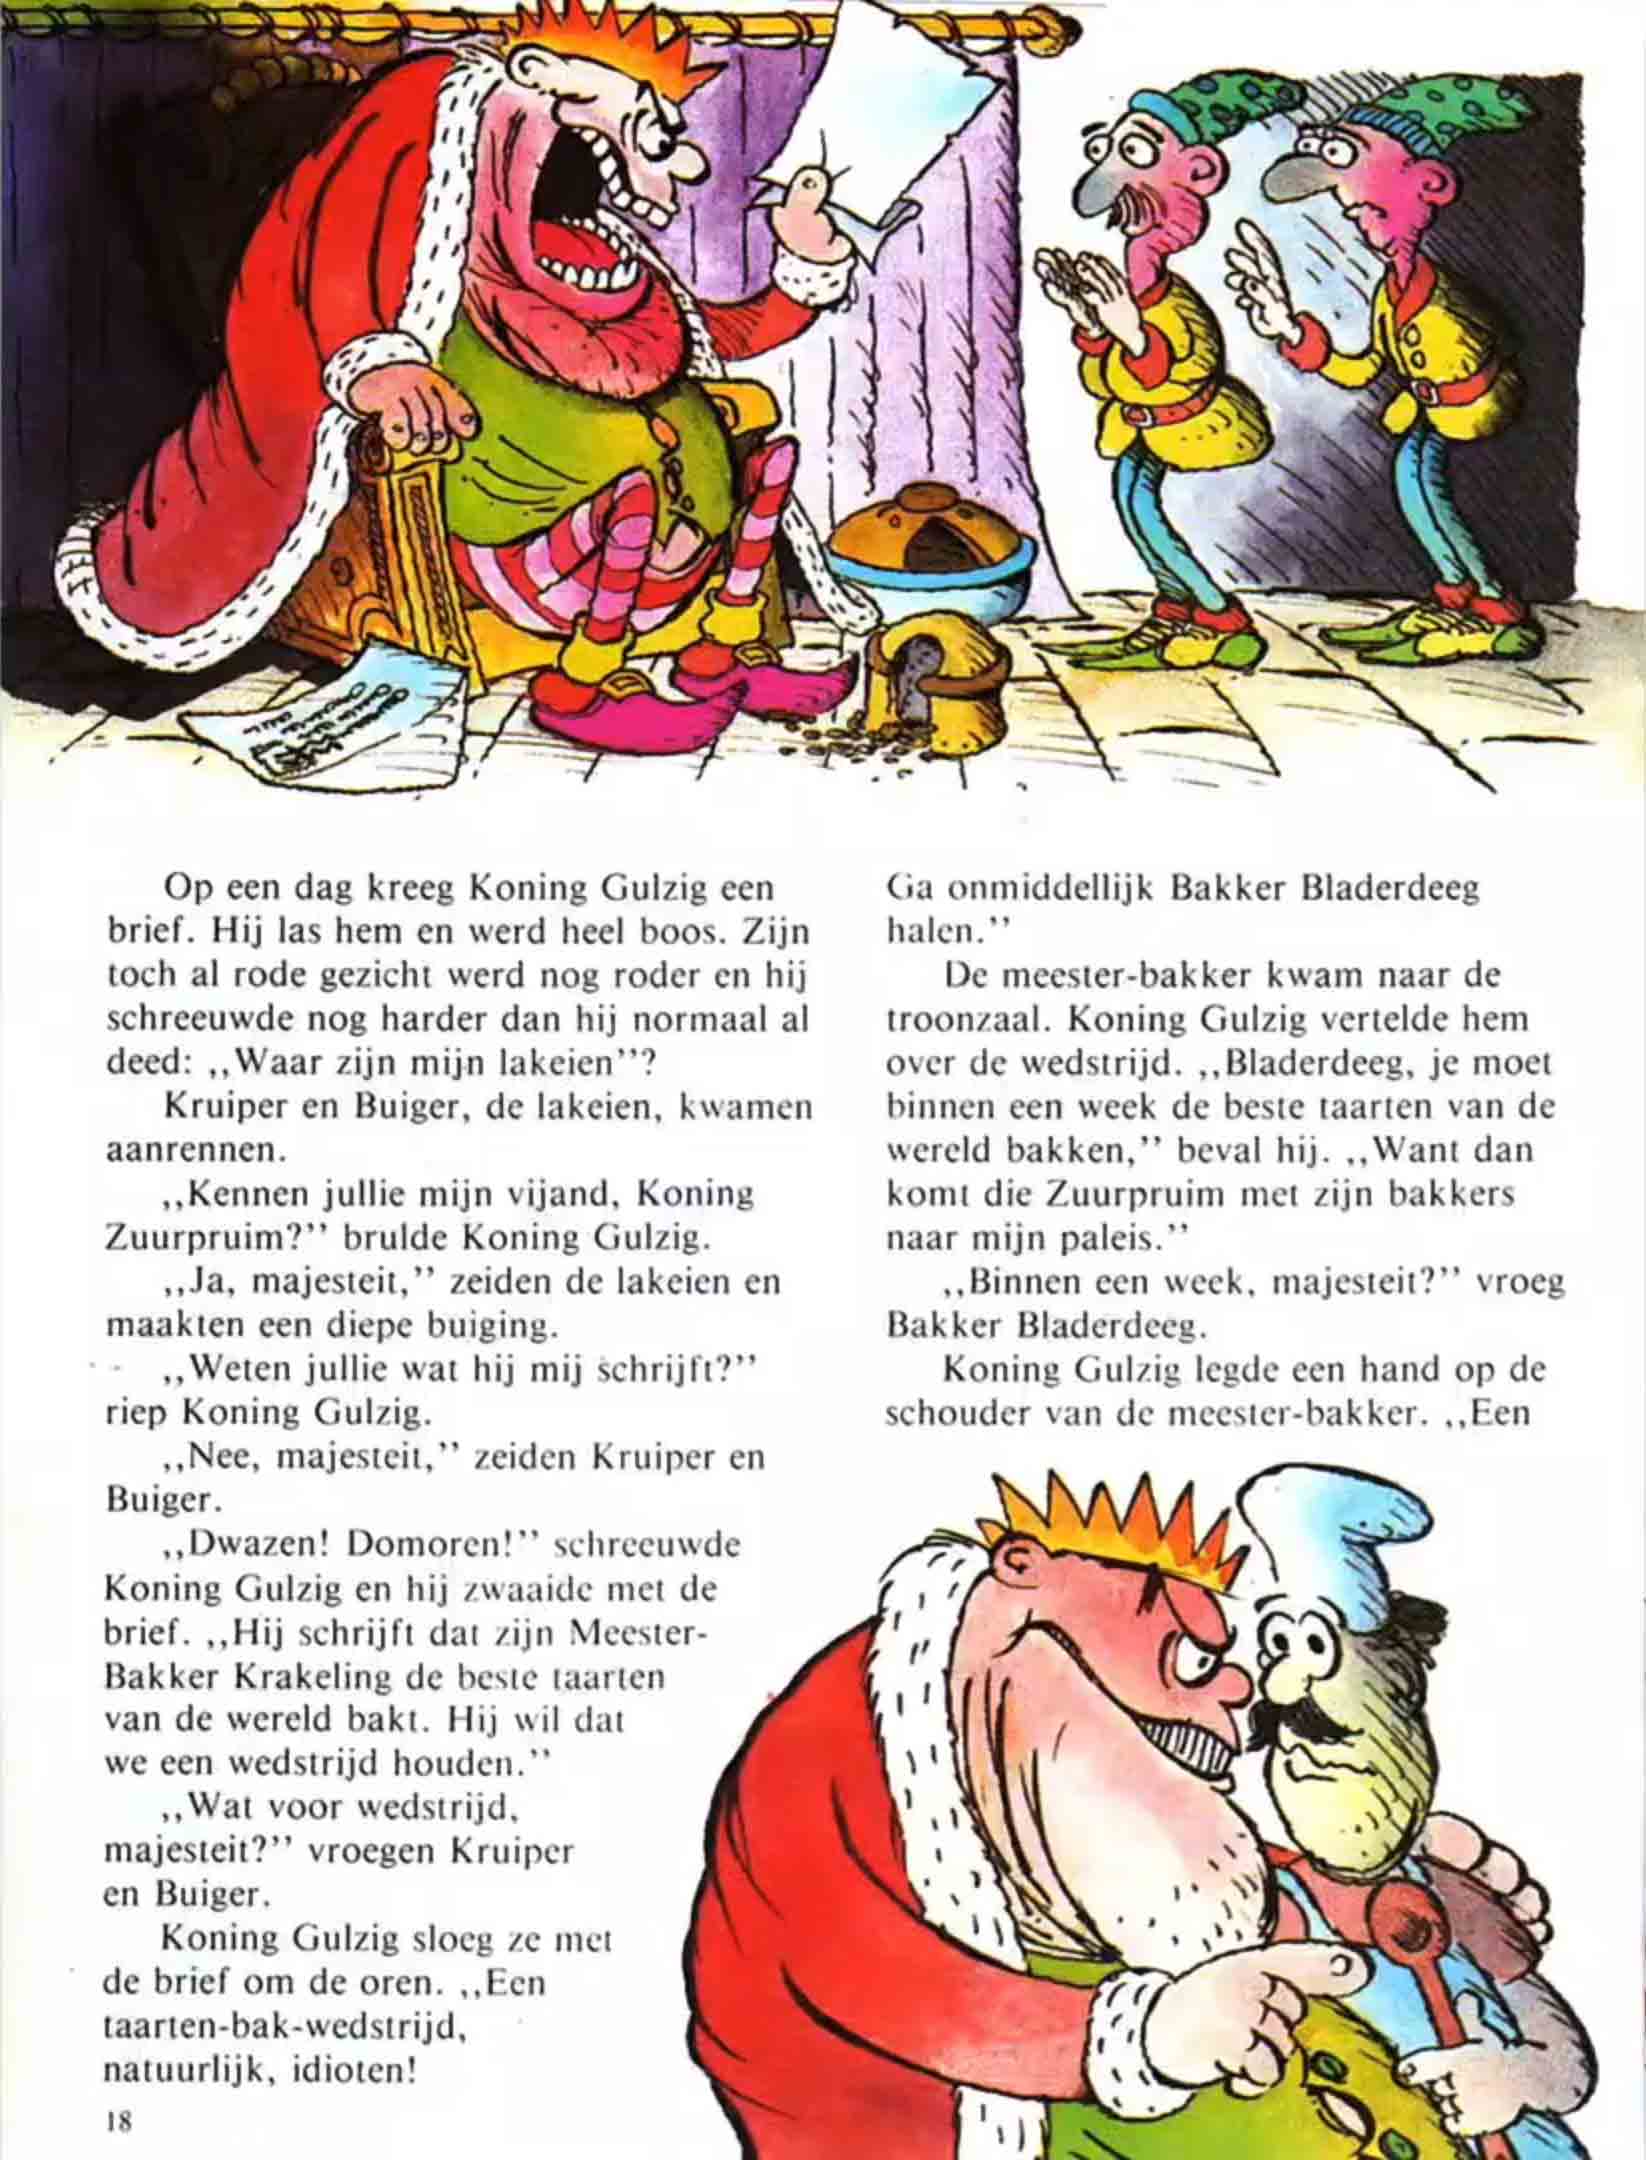 Op een dag kreeg Koning Gulzig een
brief. Hij las hem en werd heel boos. Zijn
toch al rode gezicht werd nog roder en hij
schreeuwde nog harder dan hij normaal al
deed: ,,Waar zijn mijn lakeien''?
Kruiper en Buiger, de lakeien, kwamen
aanrennen.
,,Kennen jullie mijn vijand, Koning
Zuurpruim?'' brulde Koning Gulzig.
,,Ja, majesteit,'' zeiden de lakeien en
maakten een diepe buiging.
,,Weten jullie wat hij mij schrijft?''
riep Koning Gulzig.
,,Nee, majesteit,'' zeiden Kruiper en
Buiger.
,,Dwazen! Domoren!'' schreeuwde
Koning Gulzig en hij zwaaide met de
brief. ,,Hij schrijft dat zijn Meester-
Bakker Krakeling de beste taarten
van de wereld bakt. Hij wil dat
we een wedstrijd houden.''
,,Wat voor wedstrijd,
majesteit?'' vroegen Kruiper
en Buiger.
Koning Gulzig sloeg ze met
de brief om de oren. ,,Een
taarten-bak-wedstrijd,
natuurlijk, idioten!
18
Ga onmiddellijk Bakker Bladerdeeg
halen.''
De meester-bakker kwam naar de
troonzaal. Koning Gulzig vertelde hem
over de wedstrijd. ,,Bladerdeeg, je moet
binnen een week de beste taarten van de
wereld bakken,'' beval hij. ,,Want dan
komt die Zuurpruim met zijn bakkers
naar mijn paleis.''
,,Binnen een week, majesteit?'' vroeg
Bakker Bladerdeeg.
Koning Gulzig legde een hand op de
schouder van de meester-bakker. ,,Een